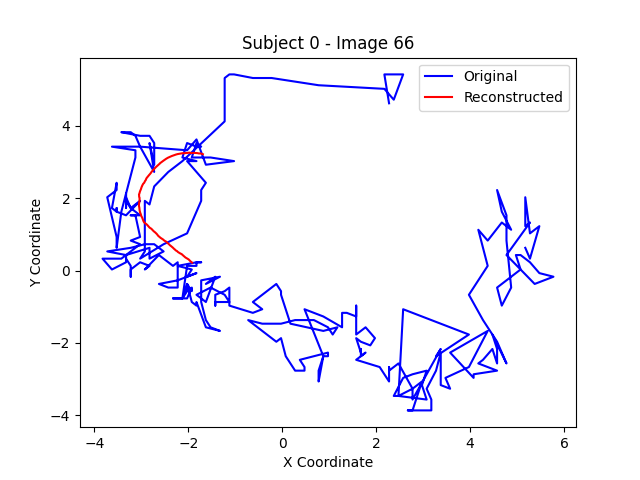 Subject 0 - Image 66
Original
Reconstructed
Y Coordinate
4
2
0
−2
−4
−4
−2
0
2
4
6
X Coordinate